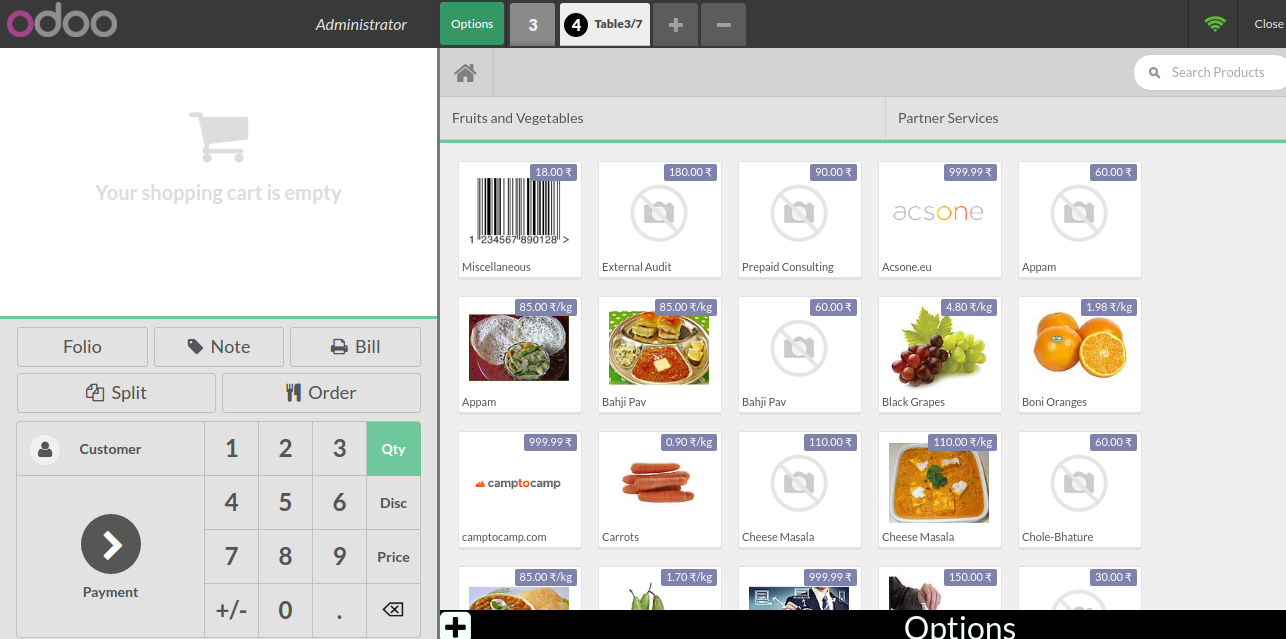 odoo
Administrator
Options
3
4 Table3/7
+
−
Close
Search Products
Your shopping cart is empty
Fruits and Vegetables
Partner Services
18.00 ₹
180.00 ₹
90.00 ₹
999.99 ₹
60.00 ₹
1 234567 890128 >
acsone
Miscellaneous
External Audit
Prepaid Consulting
Acsone.eu
Appam
85.00 ₹/kg
85.00 ₹/kg
60.00 ₹
4.80 ₹/kg
1.98 ₹/kg
Appam
Bahji Pav
Bahji Pav
Black Grapes
Boni Oranges
999.99 ₹
0.90 ₹/kg
110.00 ₹
110.00 ₹/kg
60.00 ₹
camptocamp
camptocamp.com
Carrots
Cheese Masala
Cheese Masala
Chole-Bhature
85.00 ₹/kg
1.70 ₹/kg
999.99 ₹
150.00 ₹
30.00 ₹
Folio
Note
Bill
Split
Order
Customer
1
2
3
Qty
4
5
6
Disc
7
8
9
Price
Payment
+/-
0
.
+
Options